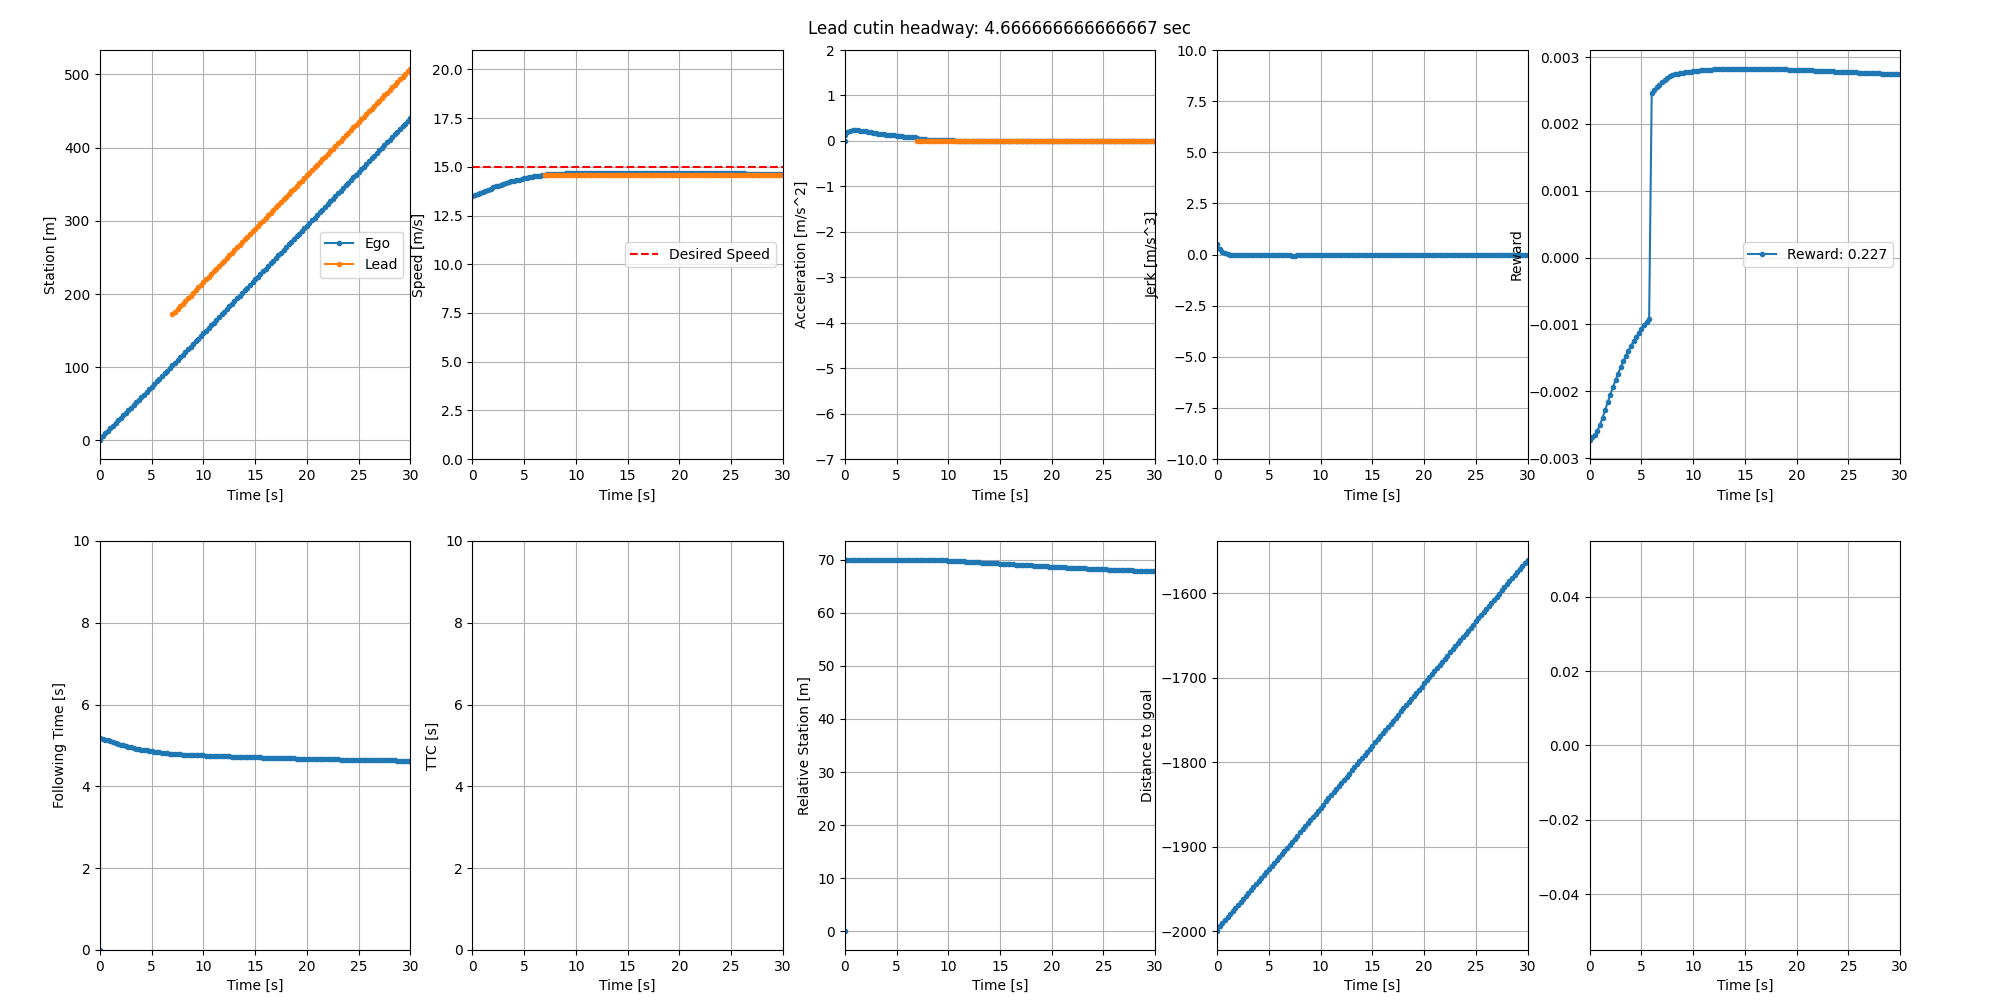 Lead cutin headway: 4.666666666666667 sec
Station [m]
500
400
300
200
100
0
Ego
Lead
0 5 10 15 20 25 30
Time [s]
Speed [m/s]
20.0
17.5
15.0
12.5
10.0
7.5
5.0
2.5
0.0
Desired Speed
0 5 10 15 20 25 30
Time [s]
Acceleration [m/s^2]
2
1
0
−1
−2
−3
−4
−5
−6
−7
0 5 10 15 20 25 30
Time [s]
Jerk [m/s^3]
10.0
7.5
5.0
2.5
0.0
−2.5
−5.0
−7.5
−10.0
0 5 10 15 20 25 30
Time [s]
Reward
0.003
0.002
0.001
0.000
−0.001
−0.002
−0.003
Reward: 0.227
0 5 10 15 20 25 30
Time [s]
Following Time [s]
10
8
6
4
2
0
0 5 10 15 20 25 30
Time [s]
TTC [s]
10
8
6
4
2
0
0 5 10 15 20 25 30
Time [s]
Relative Station [m]
70
60
50
40
30
20
10
0
0 5 10 15 20 25 30
Time [s]
Distance to goal
−1600
−1700
−1800
−1900
−2000
0 5 10 15 20 25 30
Time [s]
0.04
0.02
0.00
−0.02
−0.04
0 5 10 15 20 25 30
Time [s]